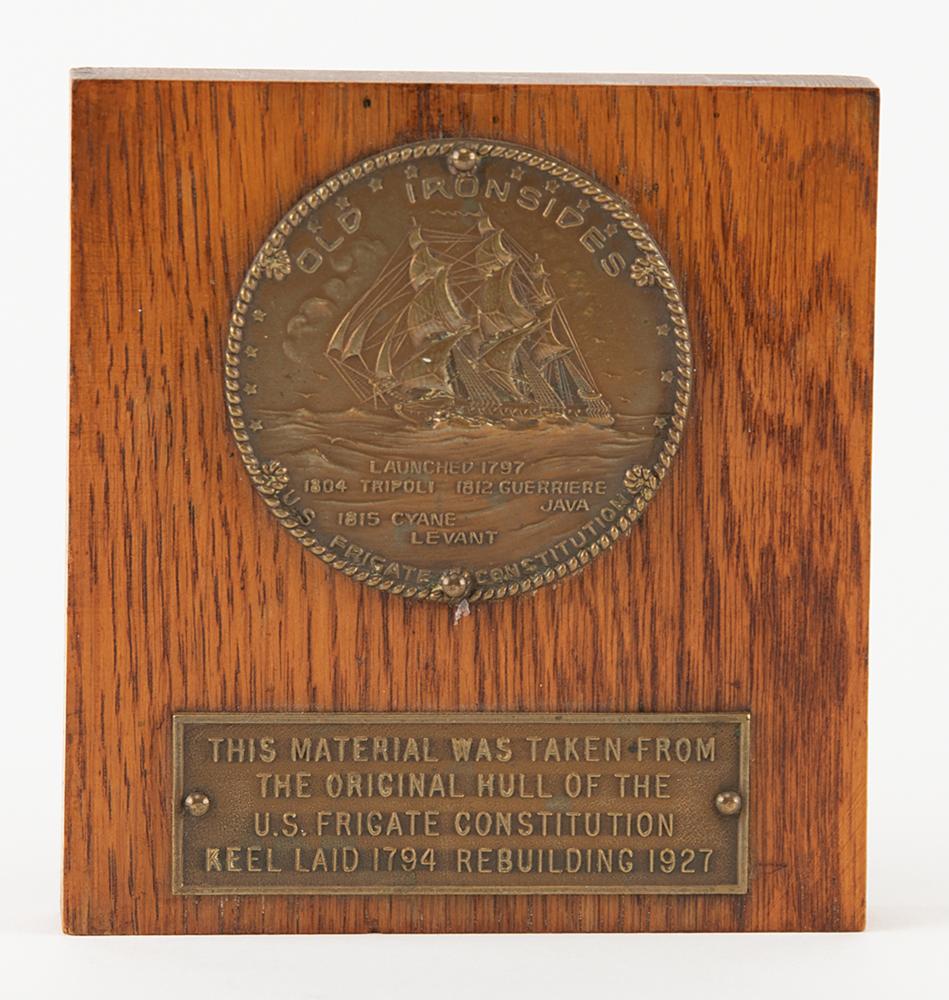 OLD IRONSIDES
LAUNCHED 1797
1804 TRIPOLI 1812 GUERRIERE
JAVA
1815 CYANE
LEVANT
U.S. FRIGATE CONSTITUTION
THIS MATERIAL WAS TAKEN FROM
THE ORIGINAL HULL OF THE
U.S. FRIGATE CONSTITUTION
KEEL LAID 1794 REBUILDING 1927